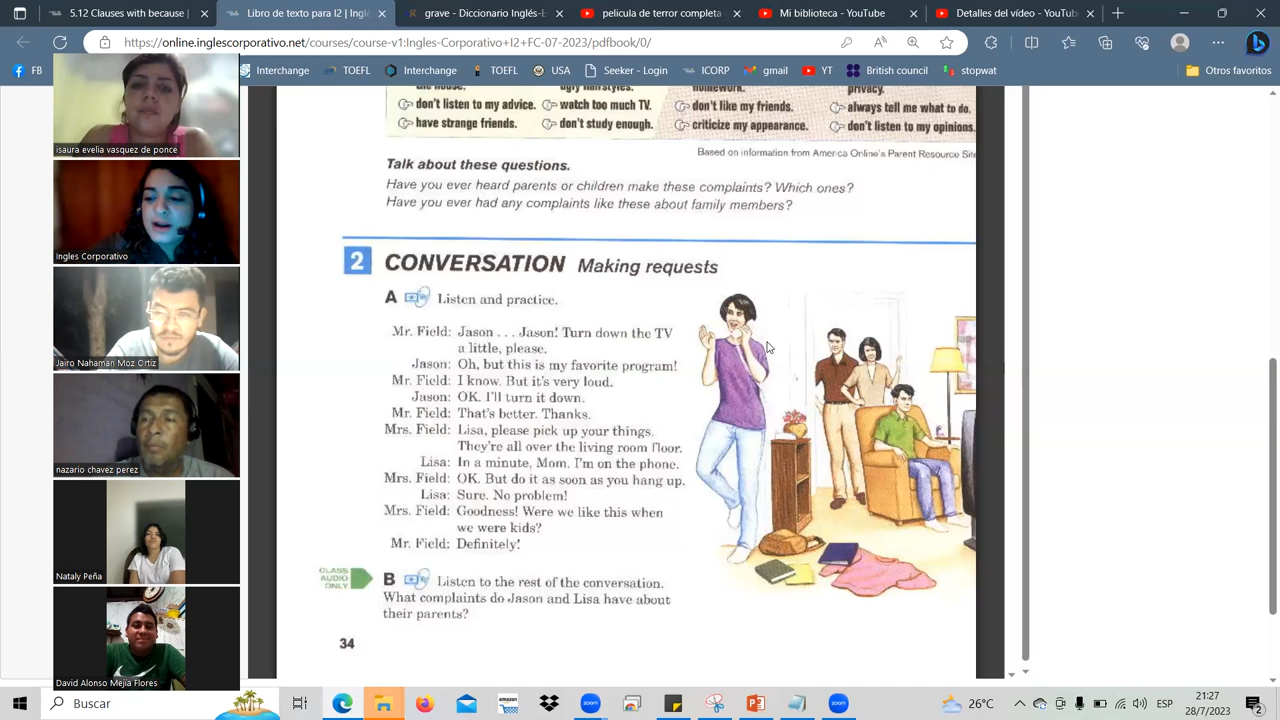 Libro de texto I2 | Ingl
grave - Diccionario Inglés-E
pelicula de terror completa
Mi biblioteca - YouTube
Detalles del vídeo - YouTub
https://online.inglescorporativo.net/courses/course-v1:Ingles-Corporativo+I2+FC-07-2023/pdfbook/0/
FB
Interchange
TOEFL
Interchange
TOEFL
USA
Seeker - Login
ICORP
gmail
YT
British council
stopwat
Otros favoritos
the house.
ugly hairstyles.
homework.
privacy.
don't listen to my advice.
watch too much TV.
don't like my friends.
always tell me what to do.
have strange friends.
don't study enough.
criticize my appearance.
don't listen to my opinions.
Based on information from America Online's Parent Resource Site
Talk about these questions.
Have you ever heard parents or children make these complaints? Which ones?
Have you ever had any complaints like these about family members?
2 CONVERSATION Making requests
A Listen and practice.
Mr. Field: Jason . . . Jason! Turn down the TV
a little, please.
Jason: Oh, but this is my favorite program!
Mr. Field: I know. But it's very loud.
Jason: OK. I'll turn it down.
Mr. Field: That's better. Thanks.
Mrs. Field: Lisa, please pick up your things.
They're all over the living room floor.
Lisa: In a minute, Mom. I'm on the phone.
Mrs. Field: OK. But do it as soon as you hang up.
Lisa: Sure. No problem!
Mrs. Field: Goodness! Were we like this when
we were kids?
Mr. Field: Definitely!
CLASS
AUDIO
ONLY
B Listen to the rest of the conversation.
What complaints do Jason and Lisa have about
their parents?
34
isaura evelia vasquez de ponce
Ingles Corporativo
Jairo Nahaman Moz Ortiz
nazario chavez perez
Nataly Peña
David Alonso Mejía Flores
Buscar
26°C
ESP
21:27
28/7/2023
2